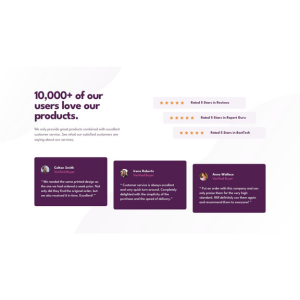 10,000+ of our
users love our
products.
We only provide great products combined with excellent
customer service. See what our satisfied customers are
saying about our services.
Rated 5 Stars in Reviews
Rated 5 Stars in Report Guru
Rated 5 Stars in BestTech
Colton Smith
Verified Buyer
" We needed the same printed design as
the one we had ordered a week prior. Not
only did they find the original order, but
we also received it in time. Excellent! "
Irene Roberts
Verified Buyer
" Customer service is always excellent
and very quick turn around. Completely
delighted with the simplicity of the
purchase and the speed of delivery. "
Anne Wallace
Verified Buyer
" Put an order with this company and can
only praise them for the very high
standard. Will definitely use them again
and recommend them to everyone! "